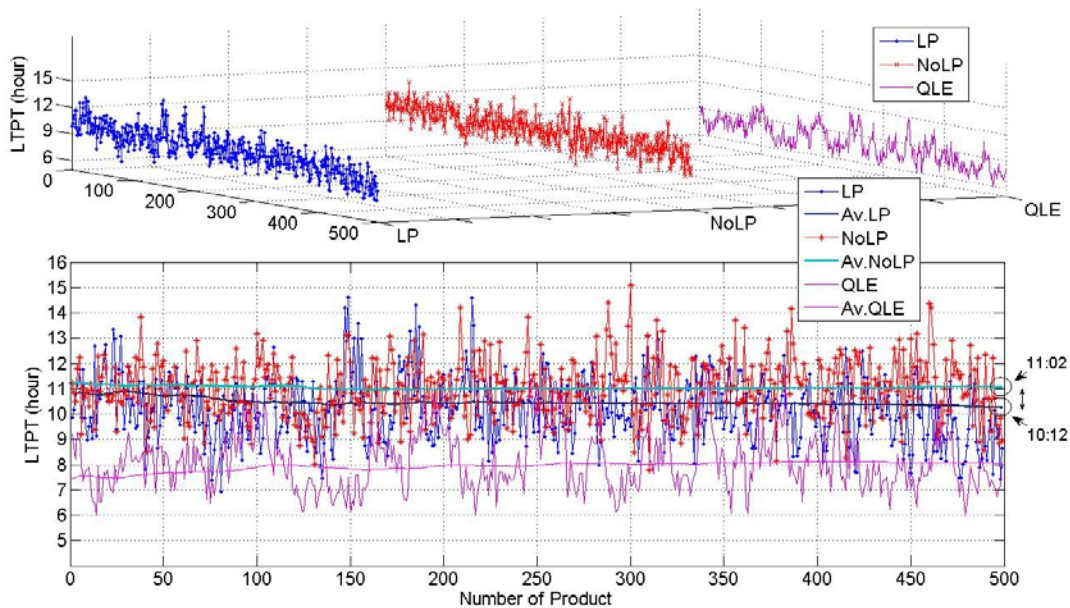 LP
NoLP
QLE
LTPT (hour)
15
12
9
6
0
100
200
300
400
500
LP
NoLP
QLE
LP
Av.LP
NoLP
Av.NoLP
QLE
Av.QLE
LTPT (hour)
16
15
14
13
12
11
10
9
8
7
6
5
11:02
10:12
0 50 100 150 200 250 300 350 400 450 500
Number of Product